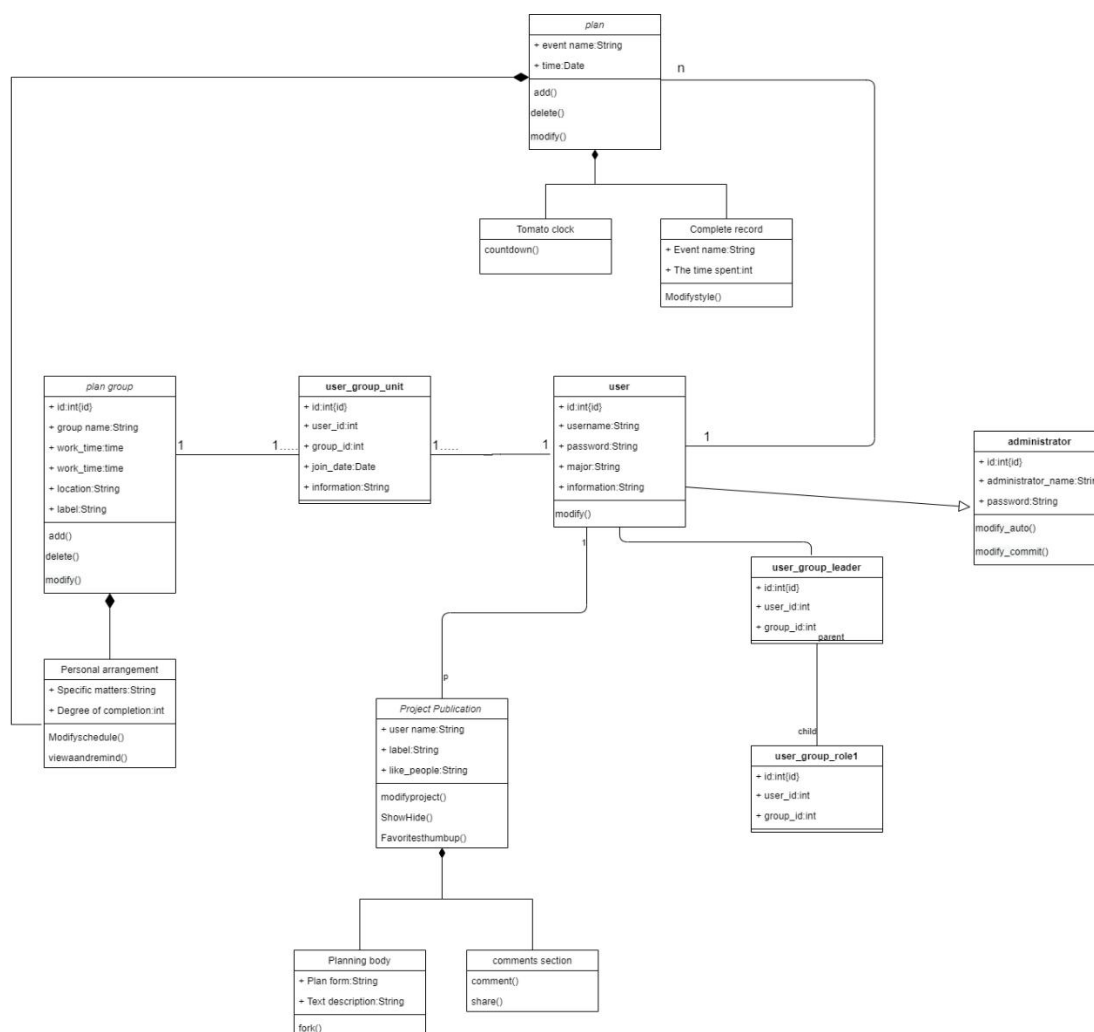 plan
+ event name:String
+ time:Date
add()
delete()
modify()
n
Tomato clock
countdown()
Complete record
+ Event name:String
+ The time spent:int
Modifystyle()
plan group
+ id:int{id}
+ group name:String
+ work_time:time
+ work_time:time
+ location:String
+ label:String
add()
delete()
modify()
1
1.....
user_group_unit
+ id:int{id}
+ user_id:int
+ group_id:int
+ join_date:Date
+ information:String
1.....
1
user
+ id:int{id}
+ username:String
+ password:String
+ major:String
+ information:String
modify()
1
1
administrator
+ id:int{id}
+ administrator_name:Strin
+ password:String
modify_auto()
modify_commit()
user_group_leader
+ id:int{id}
+ user_id:int
+ group_id:int
parent
child
user_group_role1
+ id:int{id}
+ user_id:int
+ group_id:int
Personal arrangement
+ Specific matters:String
+ Degree of completion:int
Modifyschedule()
viewaandremind()
p
Project Publication
+ user name:String
+ label:String
+ like_people:String
modifyproject()
ShowHide()
Favoritesthumbup()
Planning body
+ Plan form:String
+ Text description:String
fork()
comments section
comment()
share()